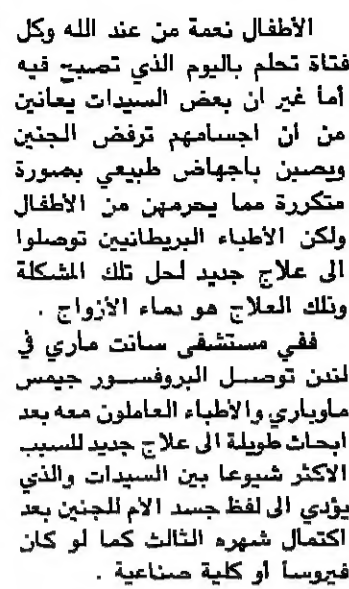 الأطفال نعمة من عند الله وكل
فتاة تحلم باليوم الذي تصبح فيه
أما غير ان بعض السيدات يعانين
من ان اجسامهم ترفض الجنين
ويصبن باجهاض طبيعي بصورة
متكررة مما يحرمهن من الأطفال
ولكن الأطباء البريطانيين توصلوا
الى علاج جديد لحل تلك المشكلة
وتلك العلاج هو دماء الأزواج .
ففي مستشفى سانت ماري في
لندن توصل البروفسور جيمس
ماوباري والأطباء العاملون معه بعد
ابحاث طويلة الى علاج جديد للسبب
الاكثر شيوعا بين السيدات والذي
يؤدي الى لفظ جسد الأم للجنين بعد
اكتمال شهره الثالث كما لو كان
فيروساً أو كلية صناعية .